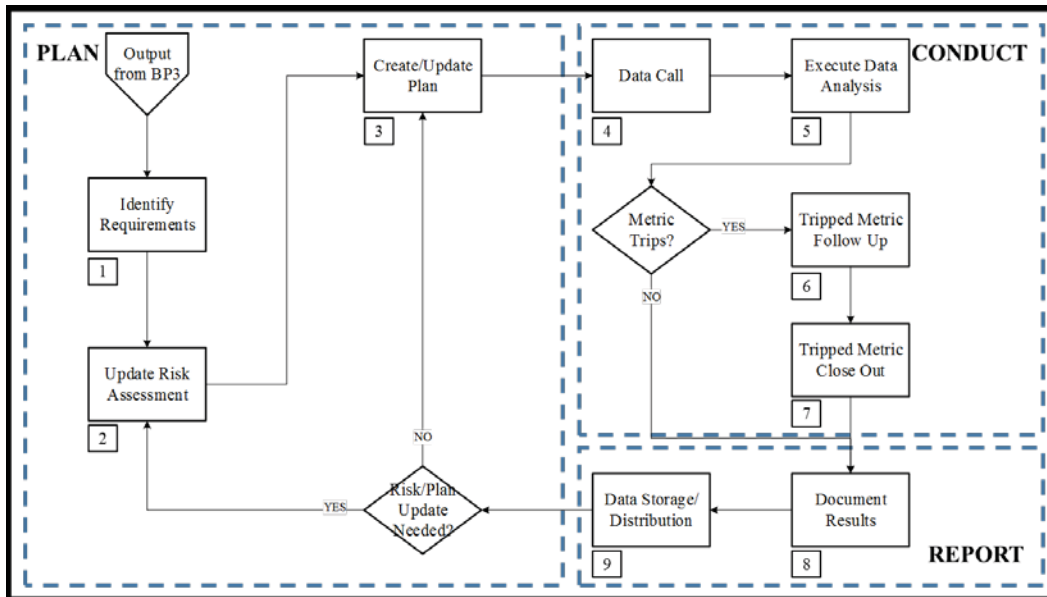 PLAN
Output
from BP3
Identify
Requirements
1
Update Risk
Assessment
2
Create/Update
Plan
3
NO
Risk/Plan
Update
Needed?
YES
CONDUCT
Data Call
4
Execute Data
Analysis
5
Metric
Trips?
YES
NO
Tripped Metric
Follow Up
6
Tripped Metric
Close Out
7
Document
Results
8
Data Storage/
Distribution
9
REPORT